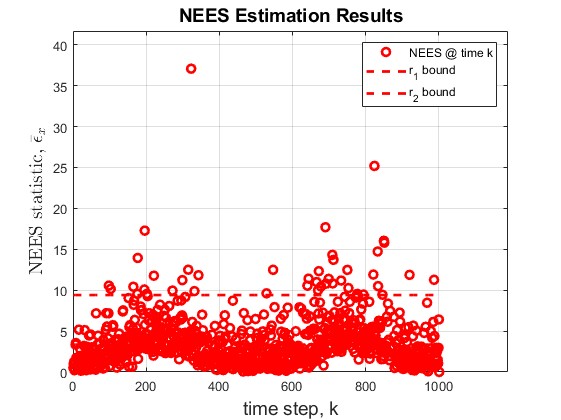 NEES Estimation Results
NEES statistic, ϵ̄ₓ
40
35
30
25
20
15
10
5
0
NEES @ time k
r₁ bound
r₂ bound
0 200 400 600 800 1000
time step, k